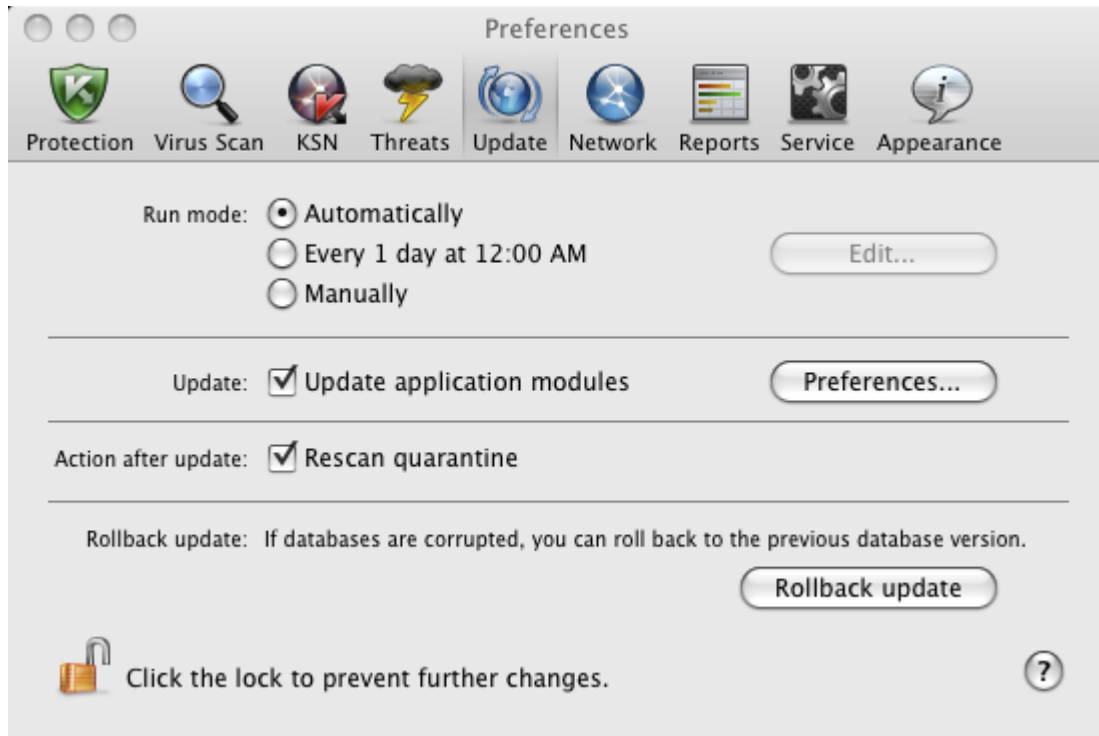 Preferences
Protection Virus Scan KSN Threats Update Network Reports Service Appearance
Run mode: Automatically
Every 1 day at 12:00 AM Edit...
Manually
Update: Update application modules Preferences...
Action after update: Rescan quarantine
Rollback update: If databases are corrupted, you can roll back to the previous database version.
Rollback update
Click the lock to prevent further changes. ?